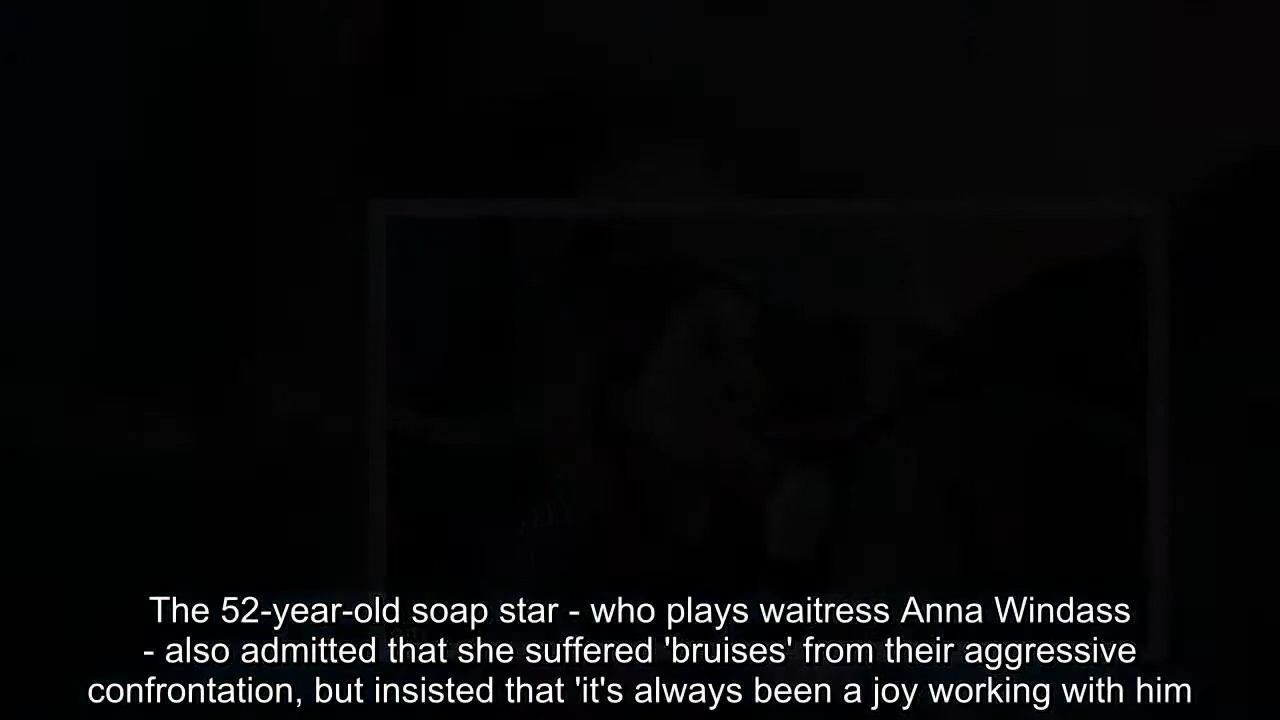 The 52-year-old soap star - who plays waitress Anna Windass
- also admitted that she suffered 'bruises' from their aggressive
confrontation, but insisted that 'it's always been a joy working with him